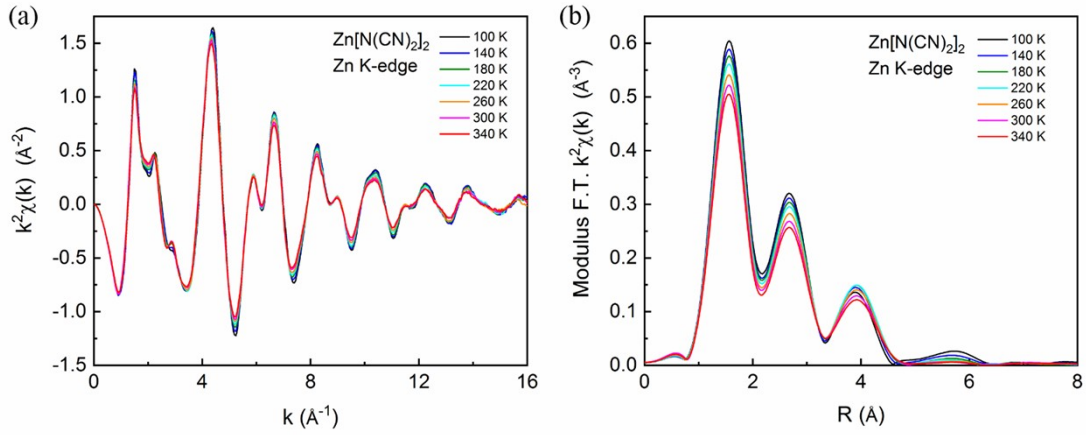 (a)
Zn[N(CN)₂]₂
Zn K-edge
100 K
140 K
180 K
220 K
260 K
300 K
340 K
1.5
1.0
0.5
0.0
-0.5
-1.0
-1.5
k²χ(k) (Å⁻²)
0 4 8 12 16
k (Å⁻¹)
(b)
Zn[N(CN)₂]₂
Zn K-edge
100 K
140 K
180 K
220 K
260 K
300 K
340 K
0.6
0.5
0.4
0.3
0.2
0.1
0.0
Modulus F.T. k²χ(k) (Å⁻³)
0 2 4 6 8
R (Å)